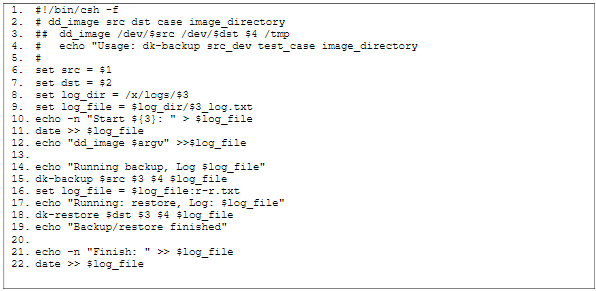 1. #!/bin/csh -f
2. # dd_image src dst case image_directory
3. ## dd_image /dev/$src /dev/$dst $4 /tmp
4. # echo "Usage: dk-backup src_dev test_case image_directory
5. #
6. set src = $1
7. set dst = $2
8. set log_dir = /x/logs/$3
9. set log_file = $log_dir/$3_log.txt
10. echo -n "Start ${3}: " > $log_file
11. date >> $log_file
12. echo "dd_image $argv" >>$log_file
13.
14. echo "Running backup, Log $log_file"
15. dk-backup $src $3 $4 $log_file
16. set log_file = $log_file:r-r.txt
17. echo "Running: restore, Log: $log_file"
18. dk-restore $dst $3 $4 $log_file
19. echo "Backup/restore finished"
20.
21. echo -n "Finish: " >> $log_file
22. date >> $log_file